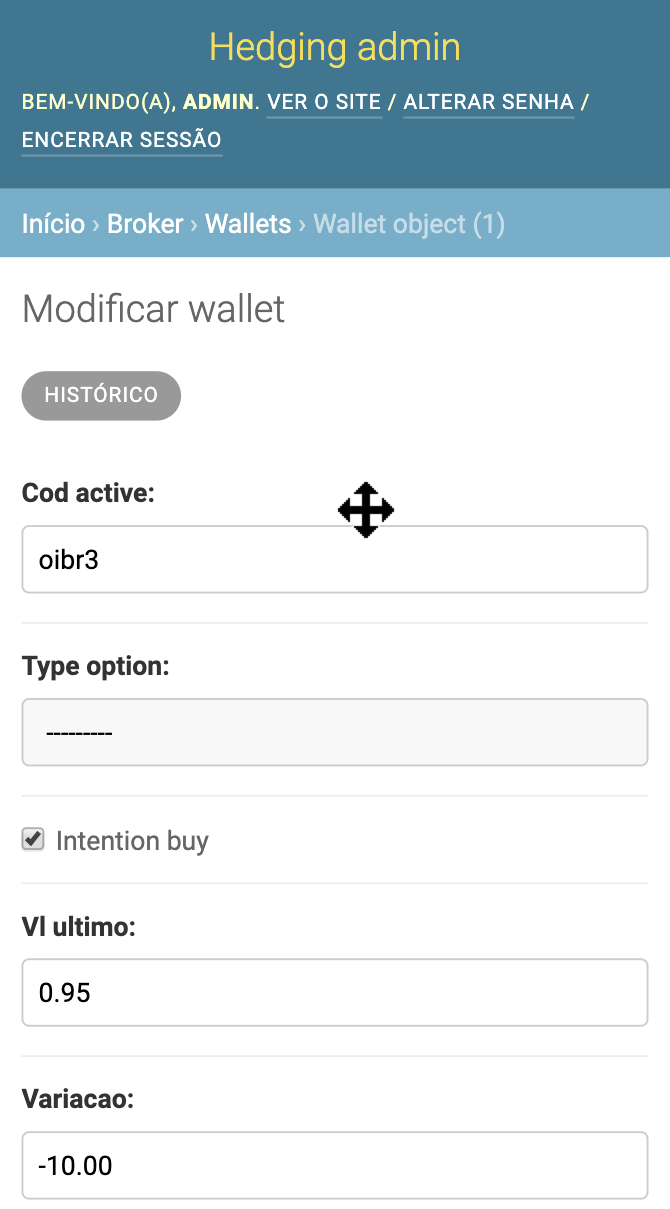 Hedging admin
BEM-VINDO(A), ADMIN. VER O SITE / ALTERAR SENHA /
ENCERRAR SESSÃO
Início › Broker › Wallets › Wallet object (1)
Modificar wallet
HISTÓRICO
Cod active:
oibr3
Type option:
---------
Intention buy
Vl ultimo:
0.95
Variacao:
-10.00